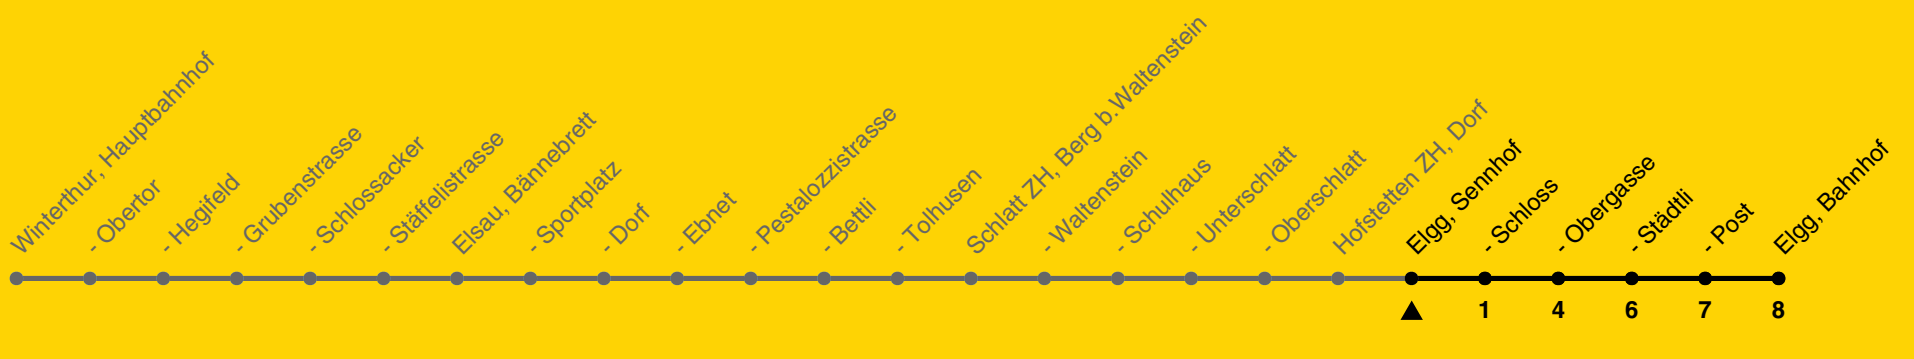 Winterthur, Hauptbahnhof
- Obertor
- Hegifeld
- Grubenstrasse
- Schlossacker
- Stäffelistrasse
Elsau, Bännebrett
- Sportplatz
- Dorf
- Ebnet
- Pestalozzistrasse
- Bettli
- Tolhusen
Schlatt ZH, Berg b.Waltenstein
- Waltenstein
- Schulhaus
- Unterschlatt
- Oberschlatt
Hofstetten ZH, Dorf
Elgg, Sennhof
- Schloss
- Obergasse
- Städtli
- Post
Elgg, Bahnhof
1 4 6 7 8